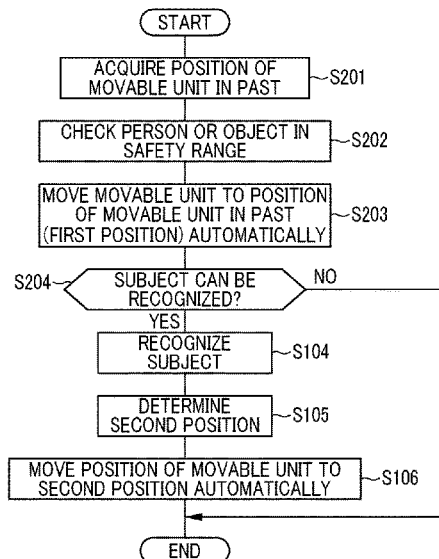 START
ACQUIRE POSITION OF
MOVABLE UNIT IN PAST
S201
CHECK PERSON OR OBJECT IN
SAFETY RANGE
S202
MOVE MOVABLE UNIT TO POSITION
OF MOVABLE UNIT IN PAST
(FIRST POSITION) AUTOMATICALLY
S203
S204
SUBJECT CAN BE
RECOGNIZED?
NO
YES
RECOGNIZE
SUBJECT
S104
DETERMINE
SECOND POSITION
S105
MOVE POSITION OF MOVABLE UNIT TO
SECOND POSITION AUTOMATICALLY
S106
END